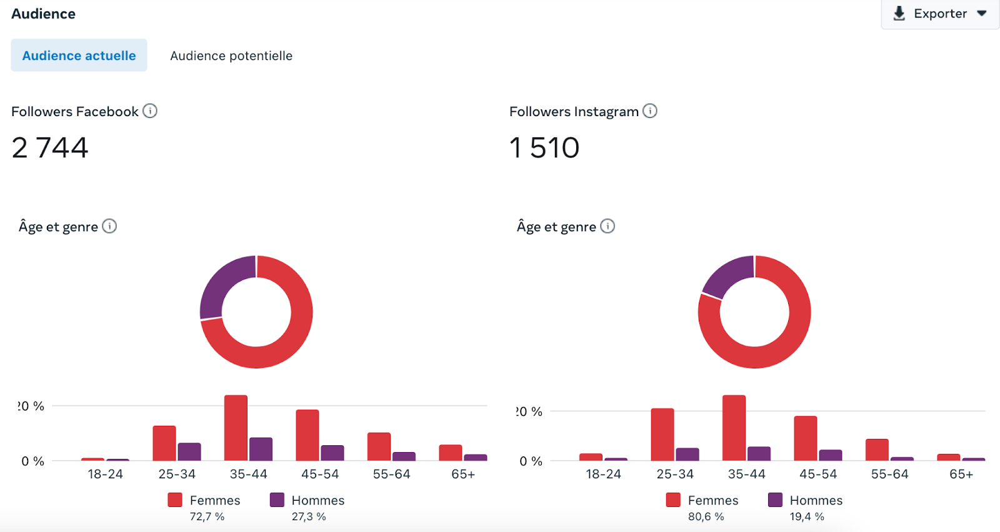 Audience
Exporter
Audience actuelle
Audience potentielle
Followers Facebook
2 744
Followers Instagram
1 510
Âge et genre
20 %
0 %
18-24 25-34 35-44 45-54 55-64 65+
Femmes Hommes
72,7 % 27,3 %
Âge et genre
20 %
0 %
18-24 25-34 35-44 45-54 55-64 65+
Femmes Hommes
80,6 % 19,4 %